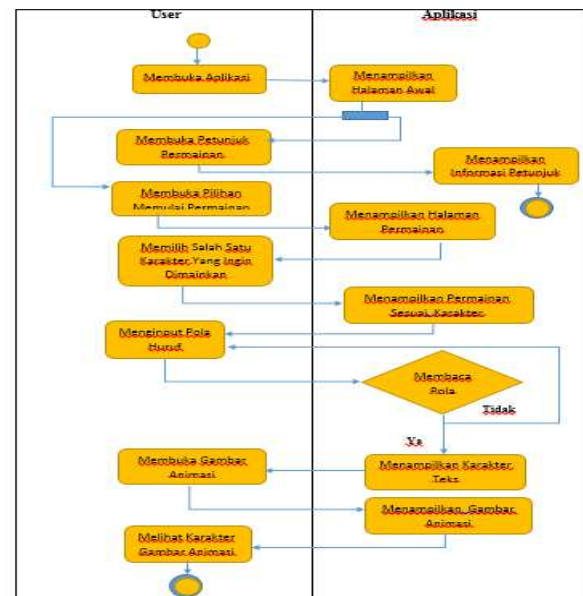 User
Aplikasi
Membuka Aplikasi
Menampilkan
Halaman Awal
Membuka Petunjuk
Permainan
Menampilkan
Informasi Petunjuk
Membuka Pilihan
Memulai Permainan
Menampilkan Halaman
Permainan
Memilih Salah Satu
Karakter Yang Ingin
Dimainkan
Menampilkan Permainan
Sesuai Karakter
Menginput Pola
Huruf
Membaca
Pola
Tidak
Ya
Membuka Gambar
Animasi
Menampilkan Karakter
Teks
Menampilkan Gambar
Animasi
Melihat Karakter
Gambar Animasi